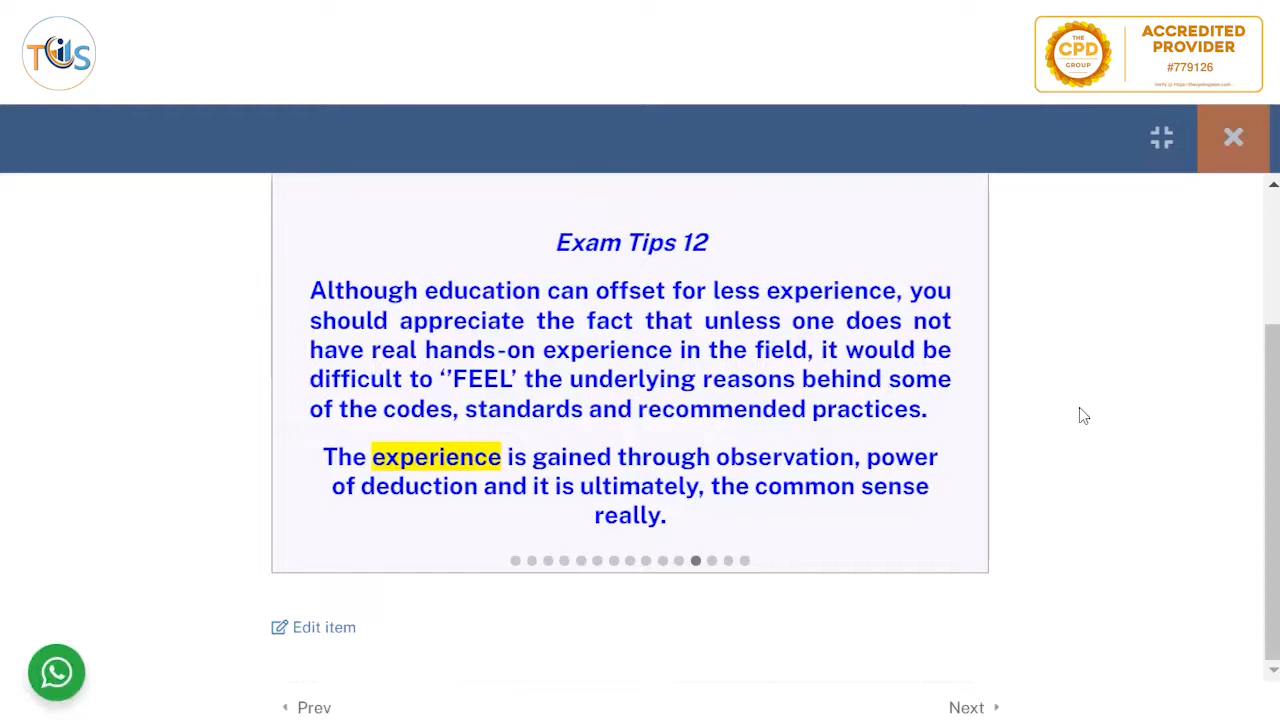 TCiLS
THE
CPD
GROUP
ACCREDITED
PROVIDER
#779126
Exam Tips 12
Although education can offset for less experience, you
should appreciate the fact that unless one does not
have real hands-on experience in the field, it would be
difficult to ‘’FEEL’ the underlying reasons behind some
of the codes, standards and recommended practices.
The experience is gained through observation, power
of deduction and it is ultimately, the common sense
really.
Edit item
Prev
Next